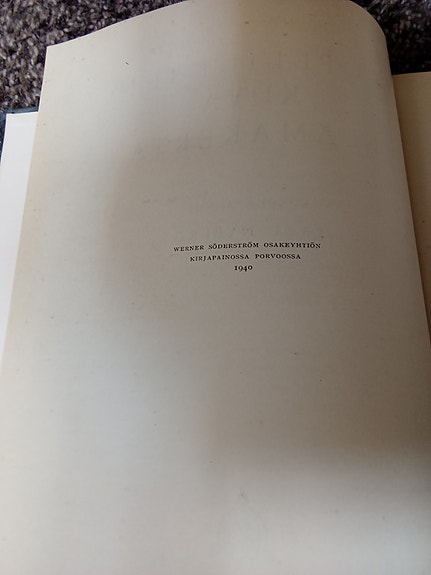 WERNER SÖDERSTRÖM OSAKEYHTIÖN
KIRJAPAINOSSA PORVOOSSA
1940